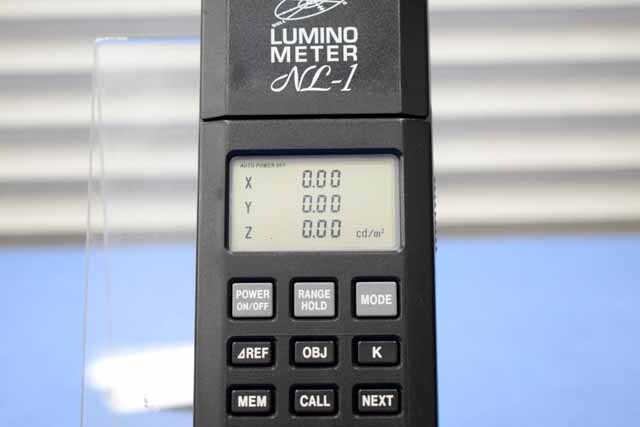 LUMINO
METER
NL-1
AUTO POWER OFF
X 0.00
Y 0.00
Z 0.00 cd/m²
POWER
ON/OFF
RANGE
HOLD
MODE
⊿REF
OBJ
K
MEM
CALL
NEXT